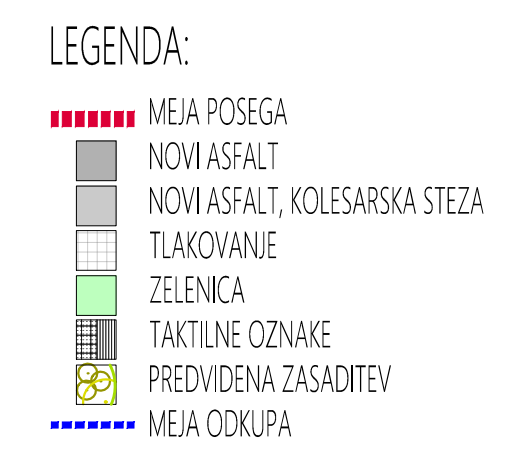 LEGENDA:
MEJA POSEGA
NOVI ASFALT
NOVI ASFALT, KOLESARSKA STEZA
TLAKOVANJE
ZELENICA
TAKTILNE OZNAKE
PREDVIDENA ZASADITEV
MEJA ODKUPA